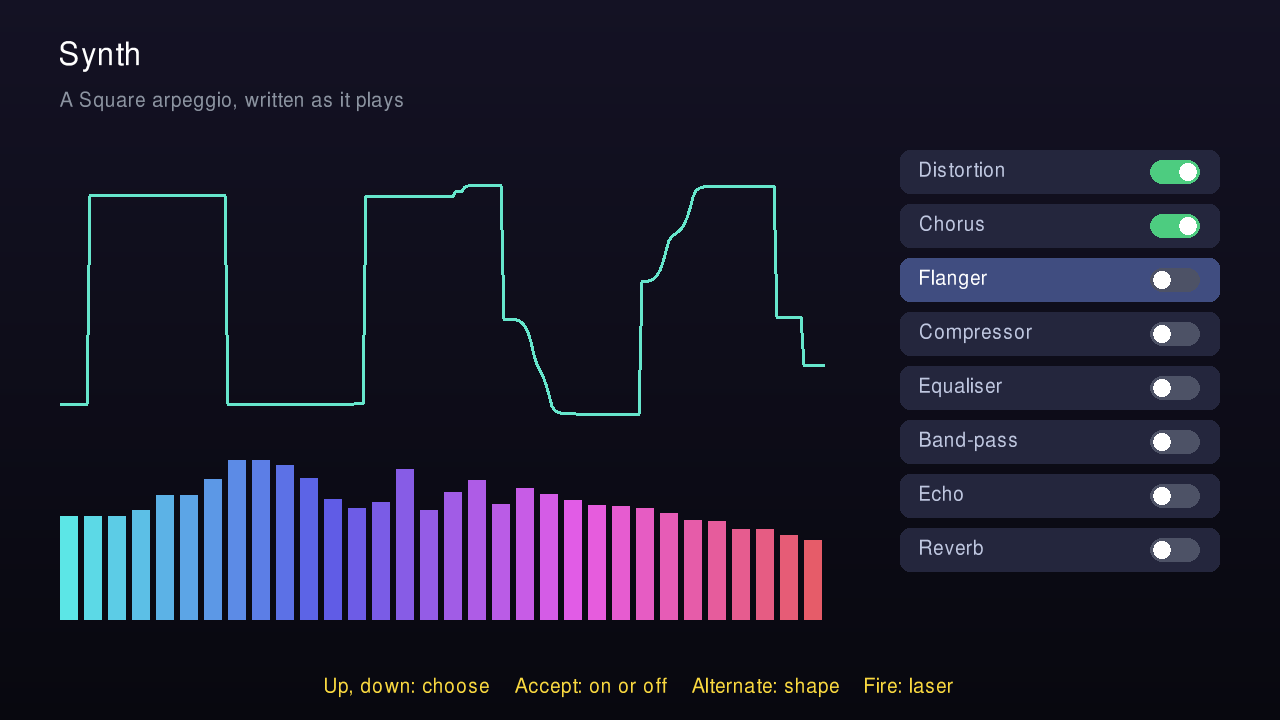 Synth
A Square arpeggio, written as it plays
Distortion
Chorus
Flanger
Compressor
Equaliser
Band-pass
Echo
Reverb
Up, down: choose Accept: on or off Alternate: shape Fire: laser